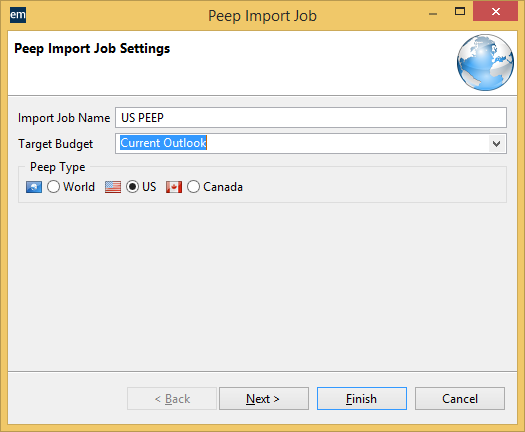 em Peep Import Job
Peep Import Job Settings
Import Job Name US PEEP
Target Budget Current Outlook
Peep Type
World US Canada
< Back Next > Finish Cancel